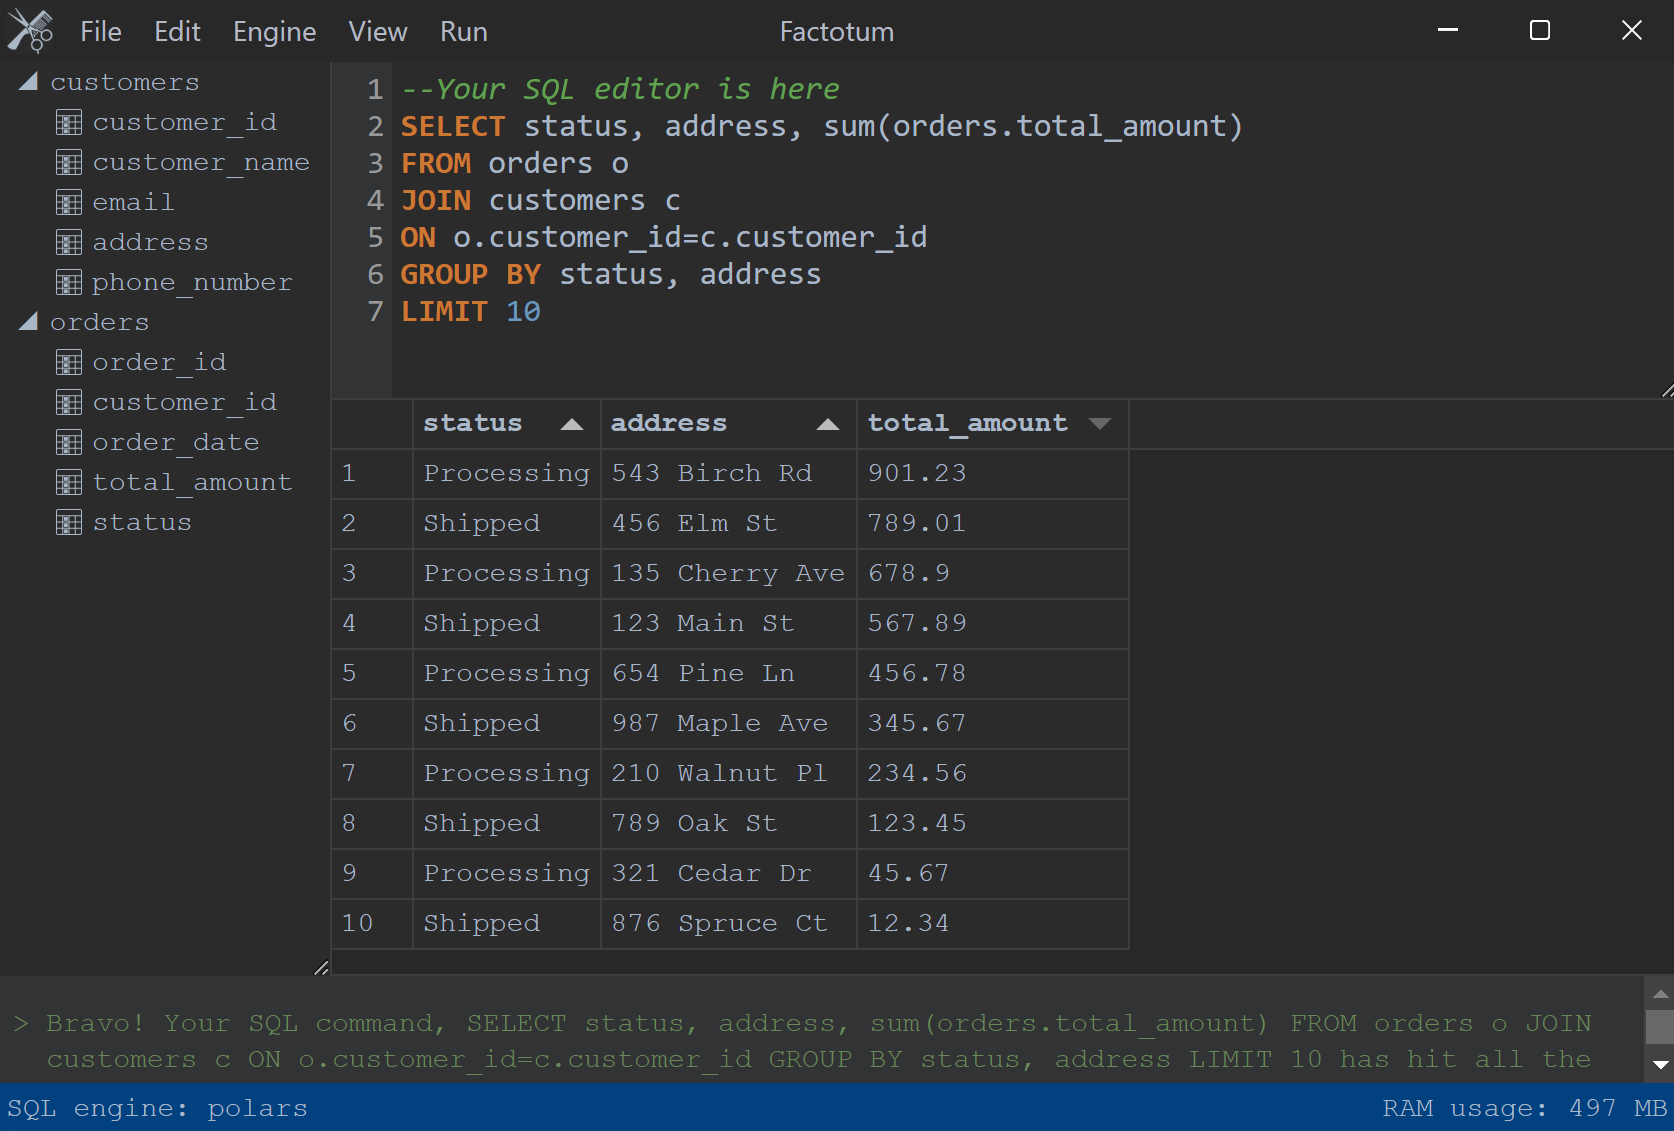 File Edit Engine View Run Factotum
customers
customer_id
customer_name
email
address
phone_number
orders
order_id
customer_id
order_date
total_amount
status
1 --Your SQL editor is here
2 SELECT status, address, sum(orders.total_amount)
3 FROM orders o
4 JOIN customers c
5 ON o.customer_id=c.customer_id
6 GROUP BY status, address
7 LIMIT 10
status address total_amount
1 Processing 543 Birch Rd 901.23
2 Shipped 456 Elm St 789.01
3 Processing 135 Cherry Ave 678.9
4 Shipped 123 Main St 567.89
5 Processing 654 Pine Ln 456.78
6 Shipped 987 Maple Ave 345.67
7 Processing 210 Walnut Pl 234.56
8 Shipped 789 Oak St 123.45
9 Processing 321 Cedar Dr 45.67
10 Shipped 876 Spruce Ct 12.34
> Bravo! Your SQL command, SELECT status, address, sum(orders.total_amount) FROM orders o JOIN
customers c ON o.customer_id=c.customer_id GROUP BY status, address LIMIT 10 has hit all the
SQL engine: polars RAM usage: 497 MB